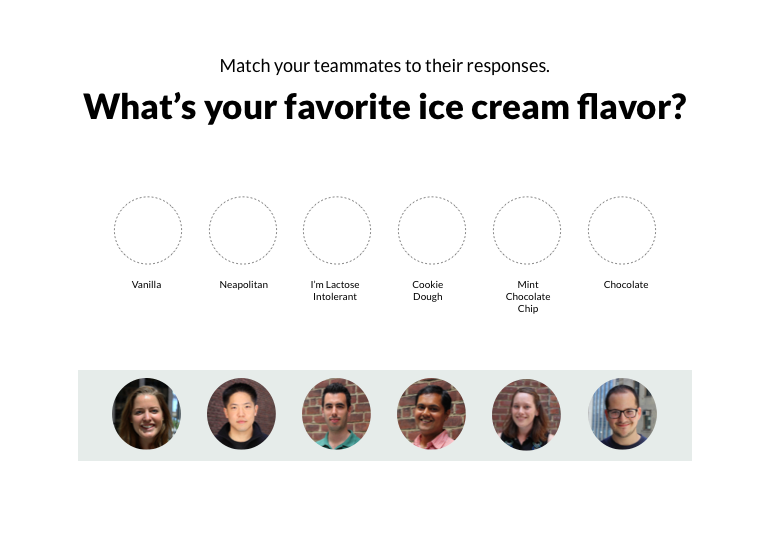 Match your teammates to their responses.
What’s your favorite ice cream flavor?
Vanilla
Neapolitan
I’m Lactose
Intolerant
Cookie
Dough
Mint
Chocolate
Chip
Chocolate